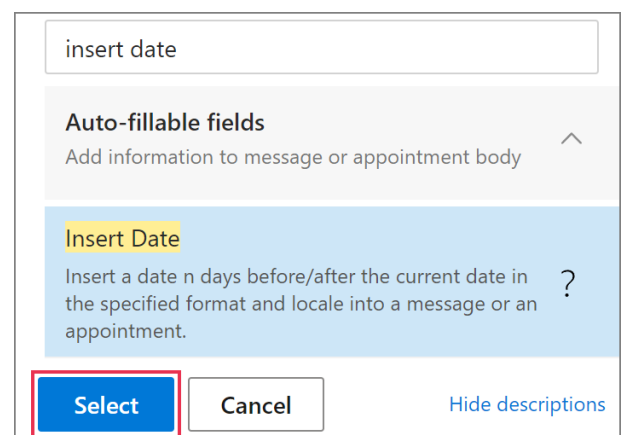 insert date
Auto-fillable fields
Add information to message or appointment body
Insert Date
Insert a date n days before/after the current date in
the specified format and locale into a message or an
appointment.
?
Select
Cancel
Hide descriptions